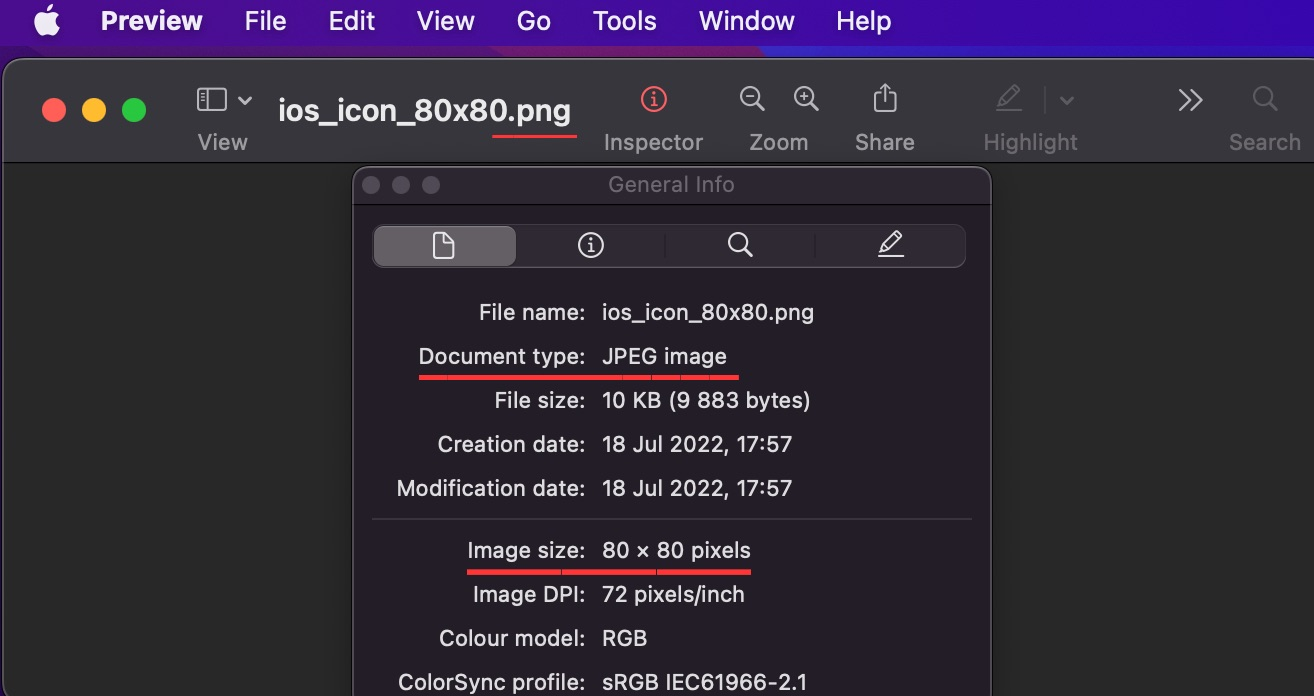 Preview File Edit View Go Tools Window Help
ios_icon_80x80.png
View Inspector Zoom Share Highlight Search
General Info
File name: ios_icon_80x80.png
Document type: JPEG image
File size: 10 KB (9 883 bytes)
Creation date: 18 Jul 2022, 17:57
Modification date: 18 Jul 2022, 17:57
Image size: 80 × 80 pixels
Image DPI: 72 pixels/inch
Colour model: RGB
ColorSync profile: sRGB IEC61966-2.1